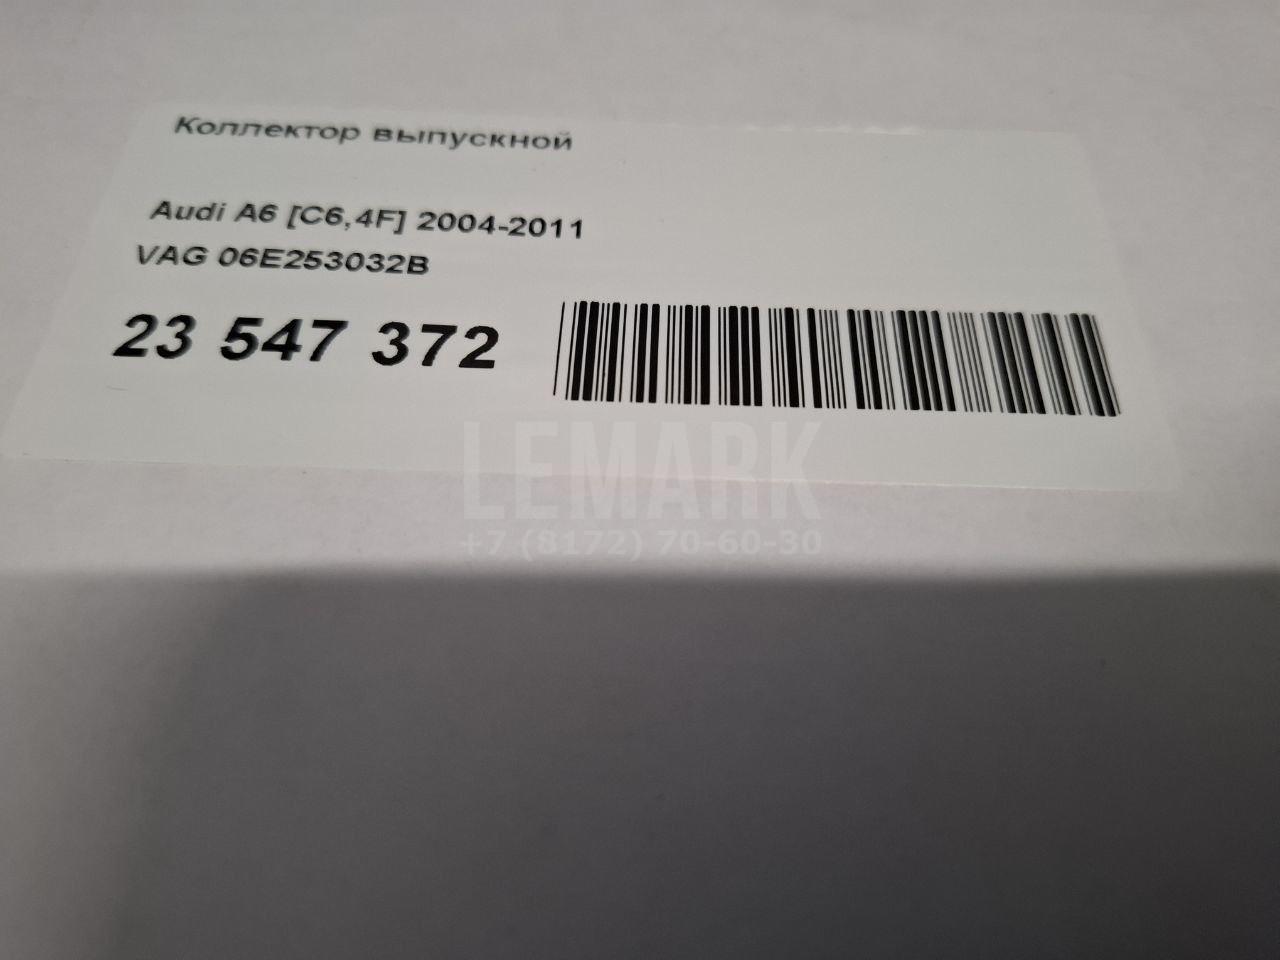 Коллектор выпускной
Audi A6 [C6,4F] 2004-2011
VAG 06E253032B
23 547 372
LEMARK
+7 (8172) 70-60-30